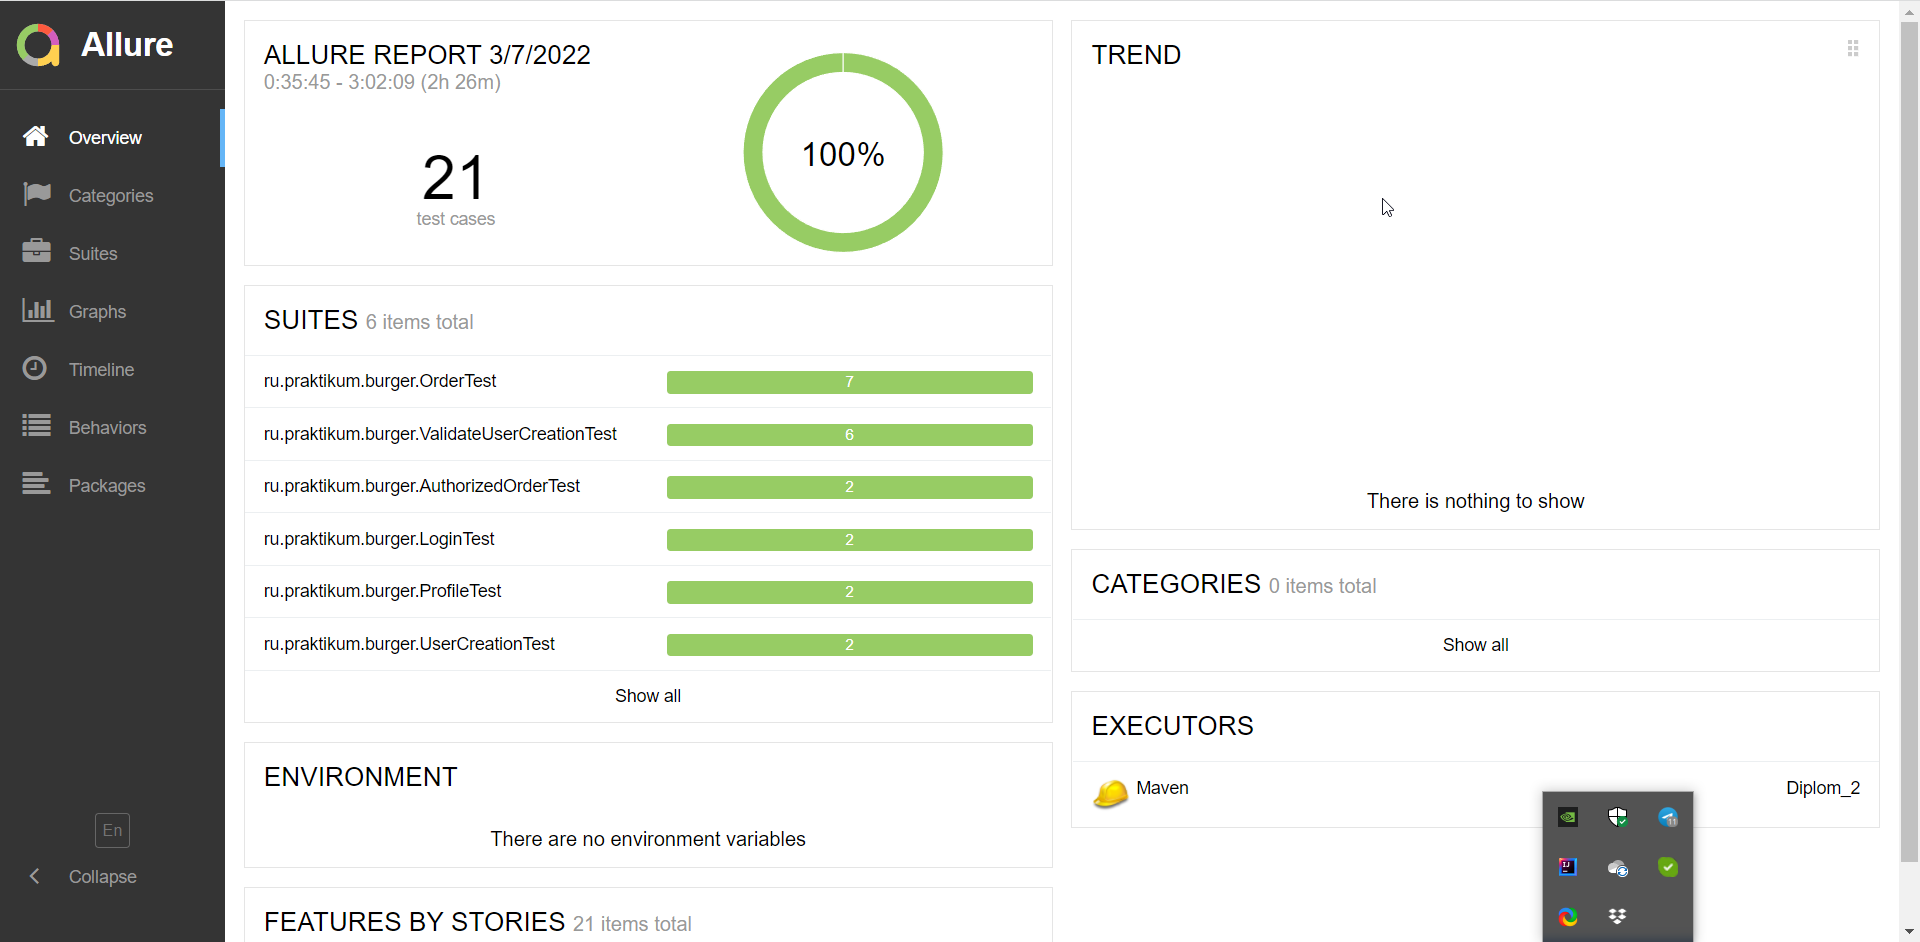 Allure
Overview
Categories
Suites
Graphs
Timeline
Behaviors
Packages
En
Collapse
ALLURE REPORT 3/7/2022
0:35:45 - 3:02:09 (2h 26m)
21
test cases
100%
SUITES 6 items total
ru.praktikum.burger.OrderTest 7
ru.praktikum.burger.ValidateUserCreationTest 6
ru.praktikum.burger.AuthorizedOrderTest 2
ru.praktikum.burger.LoginTest 2
ru.praktikum.burger.ProfileTest 2
ru.praktikum.burger.UserCreationTest 2
Show all
ENVIRONMENT
There are no environment variables
FEATURES BY STORIES 21 items total
TREND
There is nothing to show
CATEGORIES 0 items total
Show all
EXECUTORS
Maven Diplom_2
11
IJ